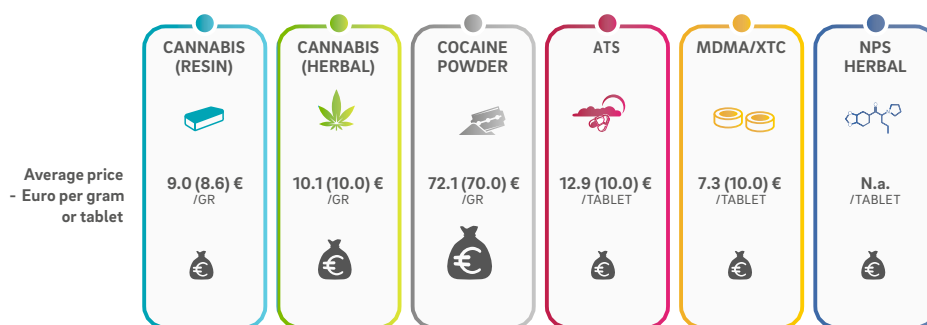 CANNABIS
(RESIN)
CANNABIS
(HERBAL)
COCAINE
POWDER
ATS
MDMA/XTC
NPS
HERBAL
Average price
- Euro per gram
or tablet
9.0 (8.6) €
/GR
10.1 (10.0) €
/GR
72.1 (70.0) €
/GR
12.9 (10.0) €
/TABLET
7.3 (10.0) €
/TABLET
N.a.
/TABLET
€
€
€
€
€
€